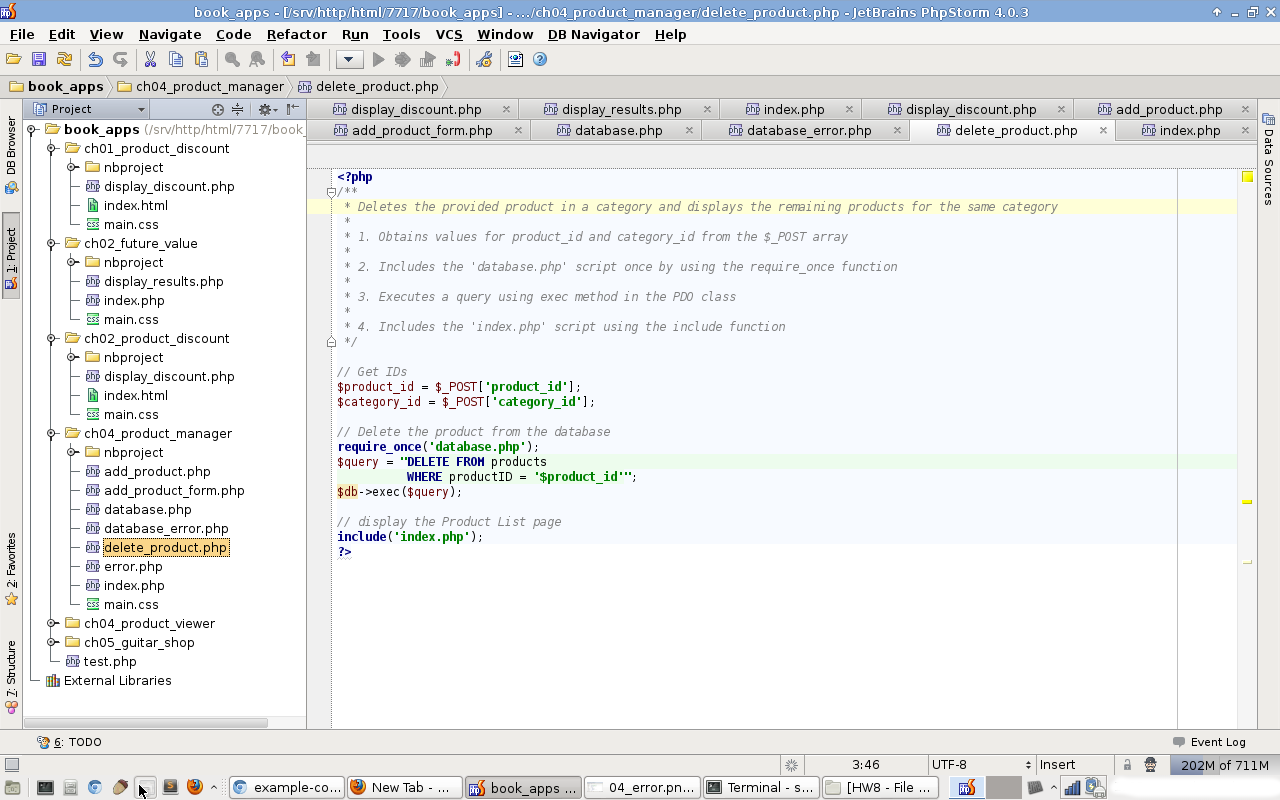 book_apps - [/srv/http/html/7717/book_apps] - .../ch04_product_manager/delete_product.php - JetBrains PhpStorm 4.0.3
File Edit View Navigate Code Refactor Run Tools VCS Window DB Navigator Help
book_apps ch04_product_manager delete_product.php
Project
display_discount.php display_results.php index.php display_discount.php add_product.php
add_product_form.php database.php database_error.php delete_product.php index.php
DB Browser
1: Project
2: Favorites
7: Structure
Data Sources
book_apps (/srv/http/html/7717/book_
ch01_product_discount
nbproject
display_discount.php
index.html
main.css
ch02_future_value
nbproject
display_results.php
index.php
main.css
ch02_product_discount
nbproject
display_discount.php
index.html
main.css
ch04_product_manager
nbproject
add_product.php
add_product_form.php
database.php
database_error.php
delete_product.php
error.php
index.php
main.css
ch04_product_viewer
ch05_guitar_shop
test.php
External Libraries
<?php
/**
* Deletes the provided product in a category and displays the remaining products for the same category
*
* 1. Obtains values for product_id and category_id from the $_POST array
*
* 2. Includes the 'database.php' script once by using the require_once function
*
* 3. Executes a query using exec method in the PDO class
*
* 4. Includes the 'index.php' script using the include function
*/
// Get IDs
$product_id = $_POST['product_id'];
$category_id = $_POST['category_id'];
// Delete the product from the database
require_once('database.php');
$query = "DELETE FROM products
WHERE productID = '$product_id'";
$db->exec($query);
// display the Product List page
include('index.php');
?>
6: TODO
Event Log
3:46 UTF-8 Insert 202M of 711M
example-co... New Tab - ... book_apps ... 04_error.pn... Terminal - s... [HW8 - File ...